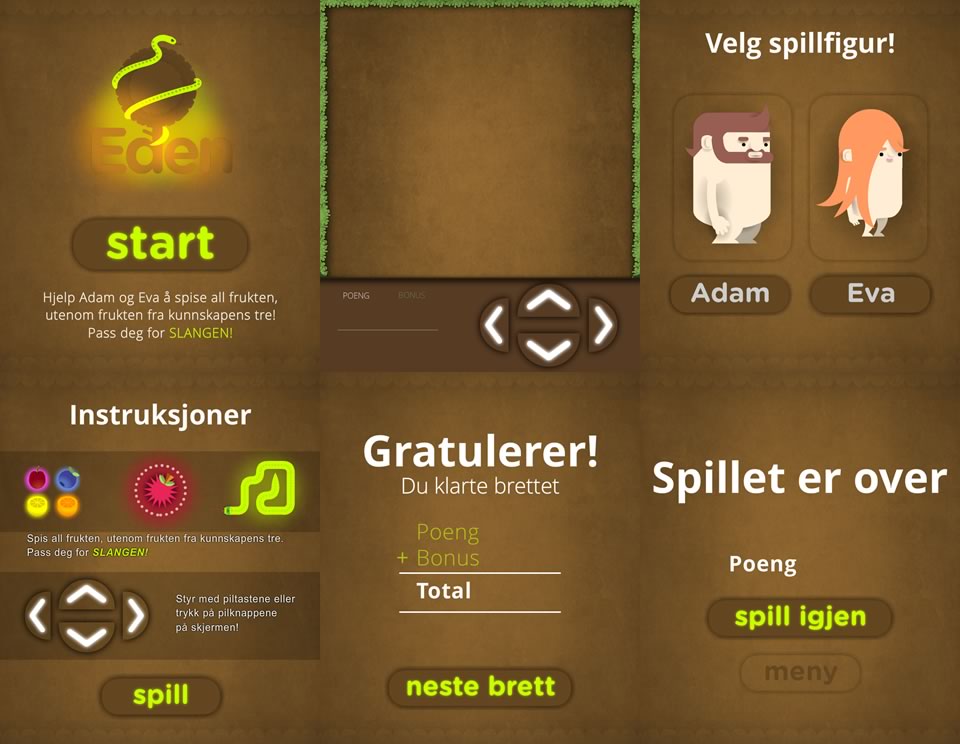 Eden
start
Hjelp Adam og Eva å spise all frukten,
utenom frukten fra kunnskapens tre!
Pass deg for SLANGEN!
POENG BONUS
Velg spillfigur!
Adam Eva
Instruksjoner
Spis all frukten, utenom frukten fra kunnskapens tre.
Pass deg for SLANGEN!
Styr med piltastene eller
trykk på pilknappene
på skjermen!
spill
Gratulerer!
Du klarte brettet
Poeng
+ Bonus
Total
neste brett
Spillet er over
Poeng
spill igjen
meny